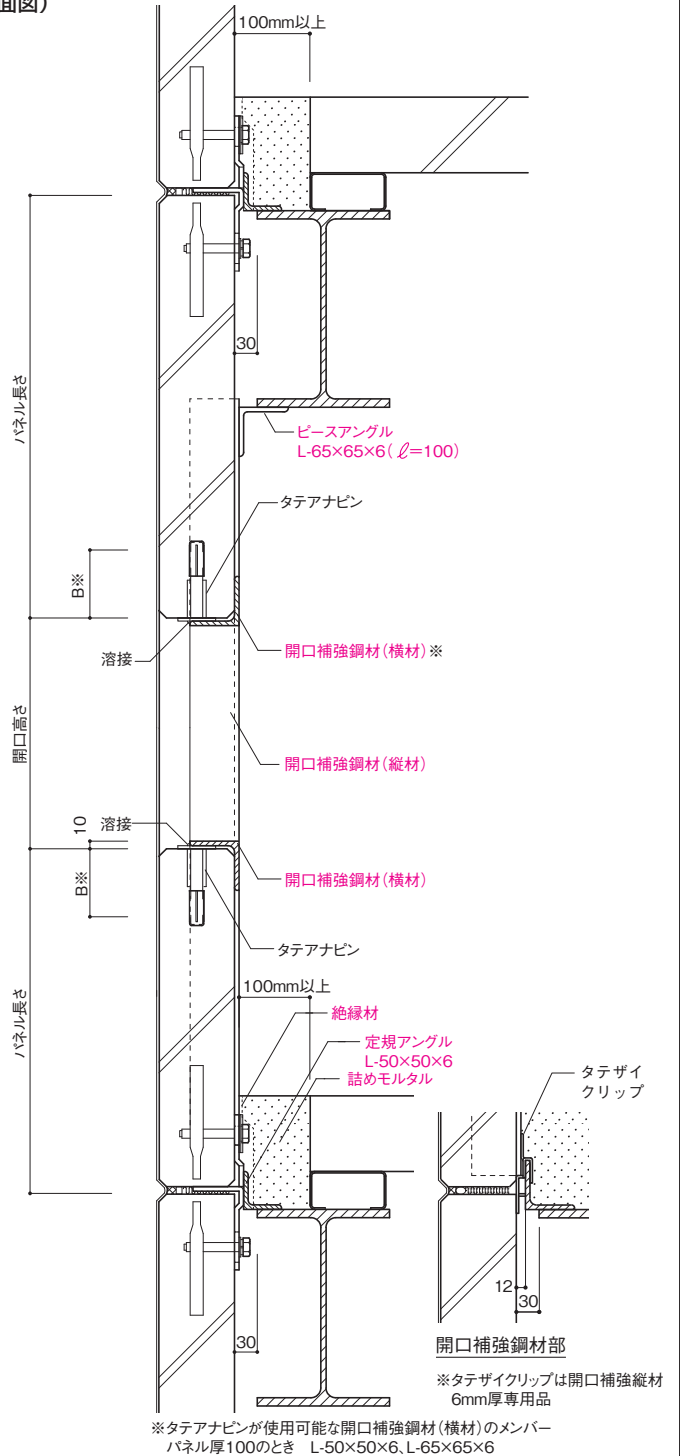 面図）
100mm以上
30
パネル長さ
ピースアングル
L-65×65×6(ℓ=100)
タテアナピン
B※
溶接
開口補強鋼材(横材)※
開口高さ
開口補強鋼材(縦材)
10
溶接
開口補強鋼材(横材)
B※
タテアナピン
パネル長さ
100mm以上
絶縁材
定規アングル
L-50×50×6
詰めモルタル
タテザイ
クリップ
12
30
30
開口補強鋼材部
※タテザイクリップは開口補強縦材
6mm厚専用品
※タテアナピンが使用可能な開口補強鋼材(横材)のメンバー
パネル厚100のとき L-50×50×6、L-65×65×6